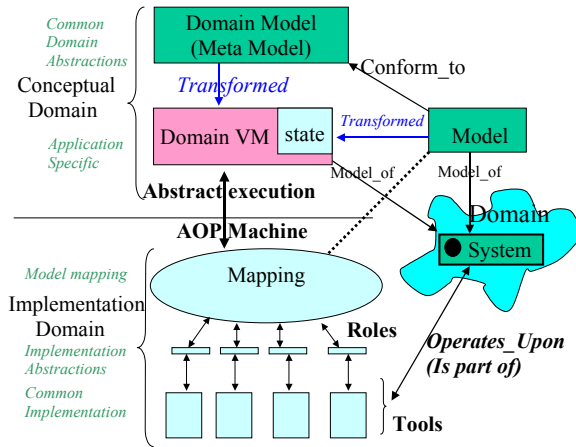 Common
Domain
Abstractions
Domain Model
(Meta Model)
Conform_to
Transformed
Conceptual
Domain
Domain VM
state
Transformed
Model
Application
Specific
Model_of
Model_of
Abstract execution
Domain
AOP Machine
System
Model mapping
Mapping
Implementation
Domain
Roles
Operates_Upon
(Is part of)
Implementation
Abstractions
Common
Implementation
Tools